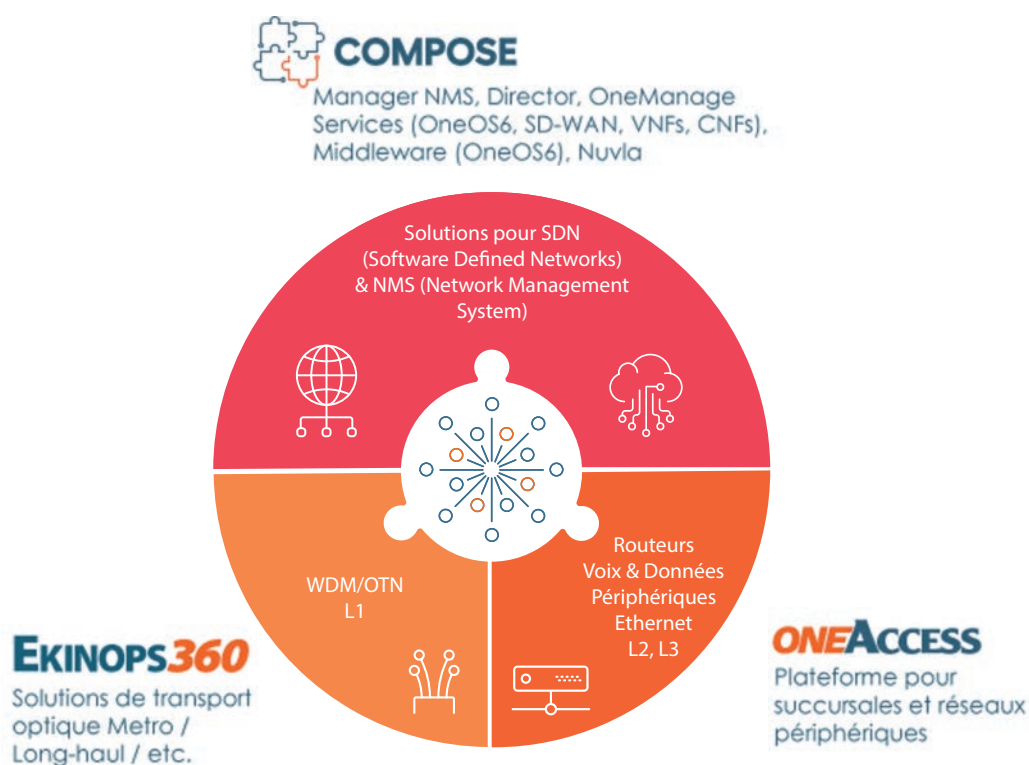 COMPOSE
Manager NMS, Director, OneManage
Services (OneOS6, SD-WAN, VNFs, CNFs),
Middleware (OneOS6), Nuvla
Solutions pour SDN
(Software Defined Networks)
& NMS (Network Management
System)
WDM/OTN
L1
Routeurs
Voix & Données
Périphériques
Ethernet
L2, L3
EKINOPS360
Solutions de transport
optique Metro /
Long-haul / etc.
ONEACCESS
Plateforme pour
succursales et réseaux
périphériques